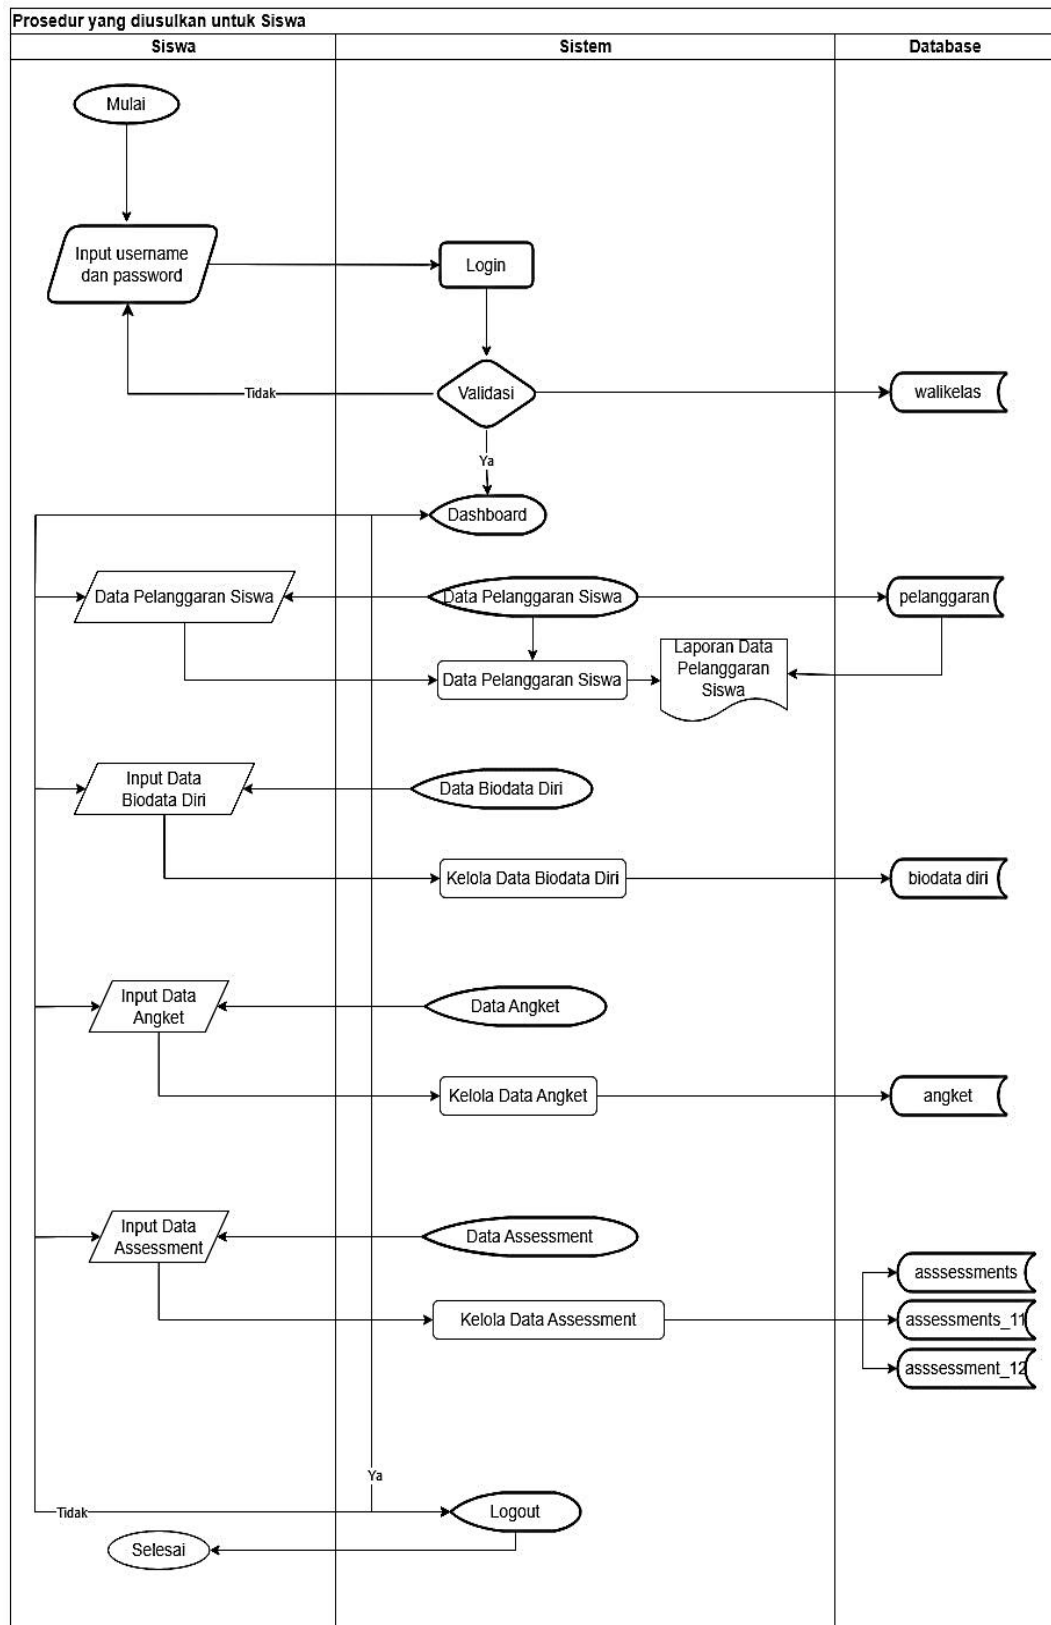 Prosedur yang diusulkan untuk Siswa
Siswa
Sistem
Database
Mulai
Input username
dan password
Login
Tidak
Validasi
walikelas
Ya
Dashboard
Data Pelanggaran Siswa
Data Pelanggaran Siswa
pelanggaran
Data Pelanggaran Siswa
Laporan Data
Pelanggaran
Siswa
Input Data
Biodata Diri
Data Biodata Diri
Kelola Data Biodata Diri
biodata diri
Input Data
Angket
Data Angket
Kelola Data Angket
angket
Input Data
Assessment
Data Assessment
asssessments
Kelola Data Assessment
assessments_11
asssessment_12
Ya
Tidak
Logout
Selesai